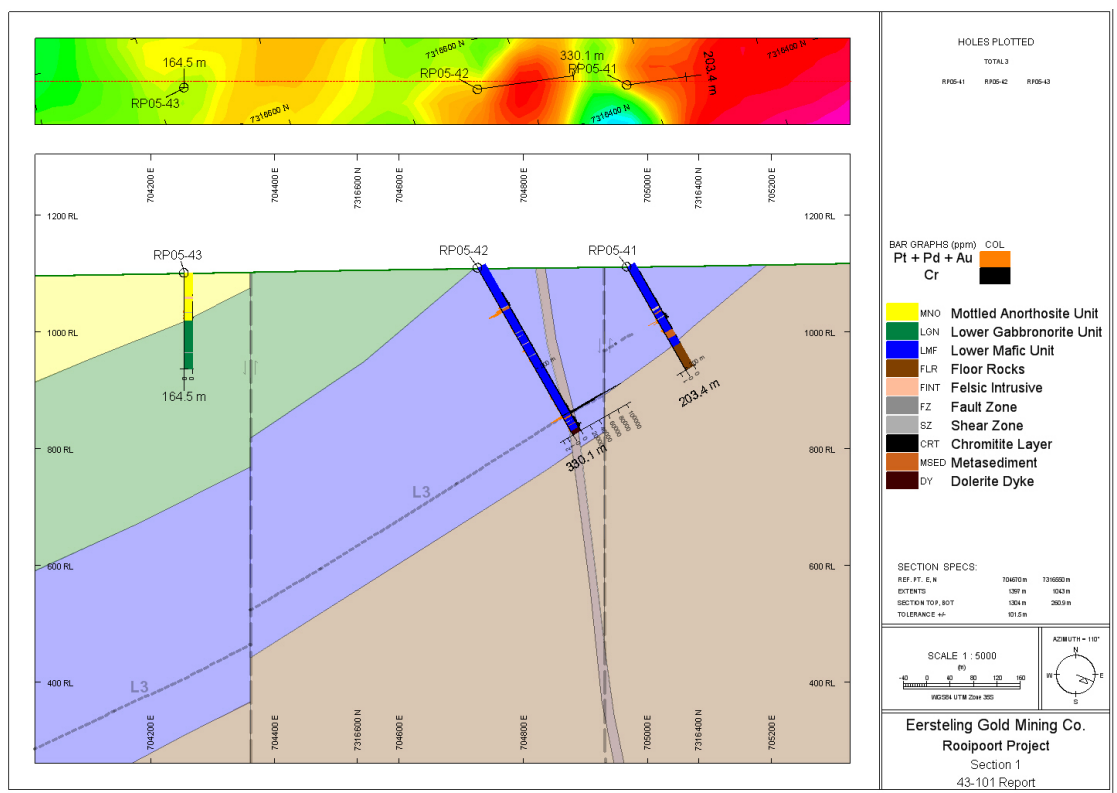 7316600 N
7316400 N
164.5 m
RP05-42
330.1 m
RP05-41
203.4 m
RP05-43
7316600 N
7316400 N
704200 E
704400 E
7316600 N
704600 E
704800 E
705000 E
7316400 N
705200 E
1200 RL
1200 RL
RP05-43
RP05-42
RP05-41
1000 RL
1000 RL
164.5 m
203.4 m
800 RL
330.1 m
800 RL
20000
40000
60000
80000
100000
L3
600 RL
600 RL
L3
400 RL
400 RL
704200 E
704400 E
7316600 N
704600 E
704800 E
705000 E
7316400 N
705200 E
HOLES PLOTTED
TOTAL 3
RP05-41 RP05-42 RP05-43
BAR GRAPHS (ppm) COL
Pt + Pd + Au
Cr
MNO Mottled Anorthosite Unit
LGN Lower Gabbronorite Unit
LMF Lower Mafic Unit
FLR Floor Rocks
FINT Felsic Intrusive
FZ Fault Zone
SZ Shear Zone
CRT Chromitite Layer
MSED Metasediment
DY Dolerite Dyke
SECTION SPECS:
REF. PT. E, N 704670 m 7316550 m
EXTENTS 1397 m 1043 m
SECTION TOP, BOT 1304 m 260.9 m
TOLERANCE +/- 101.5 m
SCALE 1 : 5000
(m)
-40 0 40 80 120 160
WGS84 UTM Zone 35S
AZIMUTH = 110°
N
W
E
S
Eersteling Gold Mining Co.
Rooipoort Project
Section 1
43-101 Report